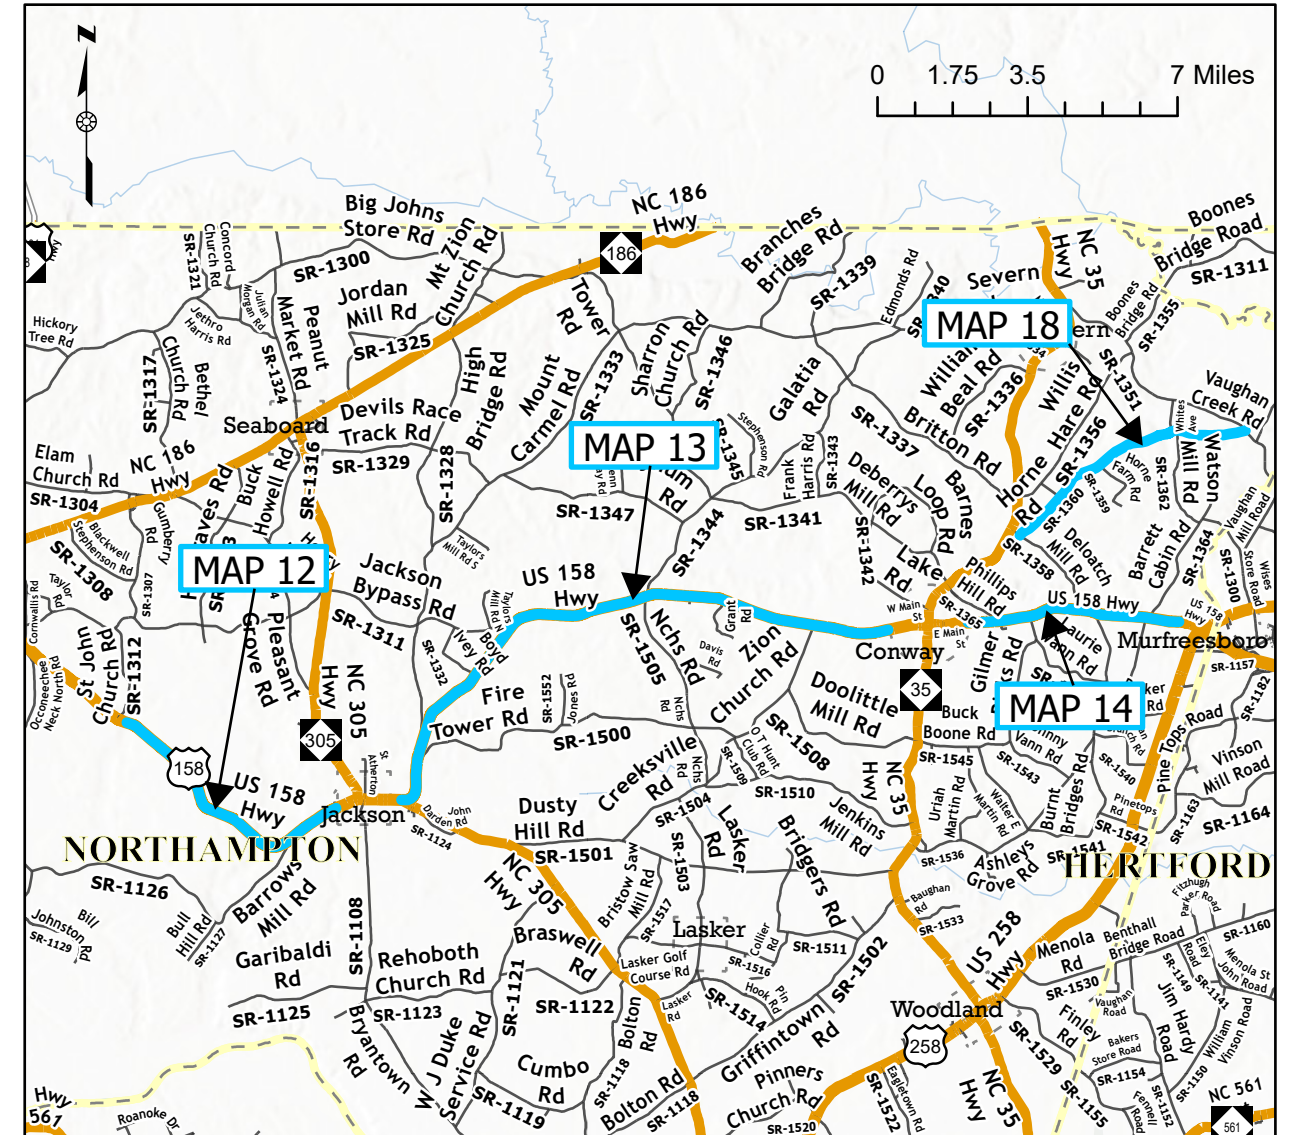 N
0 1.75 3.5 7 Miles
NC 186
Hwy
Big Johns
Store Rd
Mt Zion
Church Rd
Branches
Bridge Rd
Boones
Bridge Road
Concord
Church Rd
SR-1321
SR-1300
186
SR-1339
Edmonds Rd
Severn
NC 35
Hwy
SR-1311
Julian
Morgan Rd
Jordan
Mill Rd
Tower
Rd
Boones
Bridge Rd
SR-1355
Hickory
Tree Rd
Jethro
Harris Rd
Peanut
Market Rd
SR-1325
Sharron
Church Rd
SR-1346
MAP 18
SR-1317
Bethel
Church Rd
SR-1324
High
Bridge Rd
Mount
Carmel Rd
SR-1333
Galatia
Rd
Beal Rd
SR-1336
Willis
Hare Rd
SR-1351
Vaughan
Creek Rd
Seaboard
Devils Race
Track Rd
MAP 13
SR-1345
Stephenson Rd
SR-1337
Britton Rd
SR-1356
Whites
Ave
Elam
Church Rd
NC 186
Hwy
SR-1316
SR-1329
SR-1328
Frank
Harris Rd
SR-1343
Deberrys
Mill Rd
Loop Rd
Barnes
Horne
Rd
SR-1360
SR-1359
Horne
Farm Rd
SR-1362
Watson
Mill Rd
SR-1304
Buck
Howell Rd
SR-1347
SR-1344
SR-1341
SR-1342
Vaughan
Mill Road
Blackwell
Stephenson Rd
Gumberry
Rd
SR-1308
Taylors
Mill Rd S
Lake
Rd
SR-1358
Deloatch
Mill Rd
Barrett
Cabin Rd
SR-1364
SR-1300
Wises
Store Road
MAP 12
Jackson
Bypass Rd
US 158
Hwy
Phillips
Hill Rd
Cornwallis Rd
Taylor
Rd
SR-1307
SR-1311
Taylors
Mill Rd N
Grant
Rd
W Main
St
SR-1365
US 158 Hwy
US 158
Hwy
St John
Church Rd
SR-1312
Pleasant
Grove Rd
SR-1332
Ivey Rd
Boyd
SR-1505
Nchs Rd
Davis
Rd
Zion
Church Rd
E Main
St
Conway
Gilmer
Laurie
Vann Rd
Murfreesboro
SR-1157
SR-1182
Occoneechee
Neck North Rd
NC 305
Hwy
Fire
Tower Rd
SR-1552
Jones Rd
Nchs
Rd
Doolittle
Mill Rd
35
MAP 14
Buck
Boone Rd
SR-1500
305
SR-1508
SR-1545
Pine Tops Road
Vinson
Mill Road
158
US 158
Hwy
St
Atherton
Creeksville
Rd
Nchs
Rd
O T Hunt
Club Rd
SR-1509
NC 35
Hwy
SR-1543
SR-1540
Jackson
John
Darden Rd
SR-1124
Dusty
Hill Rd
SR-1504
SR-1510
Jenkins
Mill Rd
Uriah
Martin Rd
Walter E
Martin Rd
Burnt
Bridges Rd
Pinetops
Rd
SR-1542
SR-1163
SR-1164
NORTHAMPTON
SR-1501
Lasker
Rd
SR-1503
Bridgers Rd
SR-1536
Ashleys
Grove Rd
SR-1541
HERTFORD
SR-1126
Barrows
Mill Rd
NC 305
Hwy
Bristow Saw
Mill Rd
SR-1517
Baughan
Rd
Fitzhugh
Parker Road
Bill
Johnston Rd
SR-1129
Bull
Hill Rd
SR-1127
SR-1108
Lasker
Collier
Rd
SR-1511
SR-1533
US 258
Hwy
Benthall
Bridge Road
SR-1160
Garibaldi
Rd
Rehoboth
Church Rd
Braswell
Rd
Lasker Golf
Course Rd
SR-1516
SR-1502
Menola
Rd
Eley
Road
Menola St
John Road
SR-1121
SR-1122
Hook Rd
Pin
SR-1530
SR-1149
SR-1141
SR-1125
SR-1123
Lasker
Rd
SR-1514
Woodland
Vaughan
Road
Jim Hardy
Road
Bryantown
Rd
W J Duke
Service Rd
Bolton
Rd
Griffintown
Rd
258
Finley
Rd
SR-1529
Bakers
Store Road
William
Vinson Road
Cumbo
Rd
SR-1118
Pinners
Church Rd
SR-1154
SR-1150
SR-1119
Bolton Rd
SR-1118
SR-1522
Eagletown Rd
NC 35
Hwy
SR-1155
SR-1152
Fennell
Road
NC 561
Hwy
561
Roanoke Dr
SR-1520
561